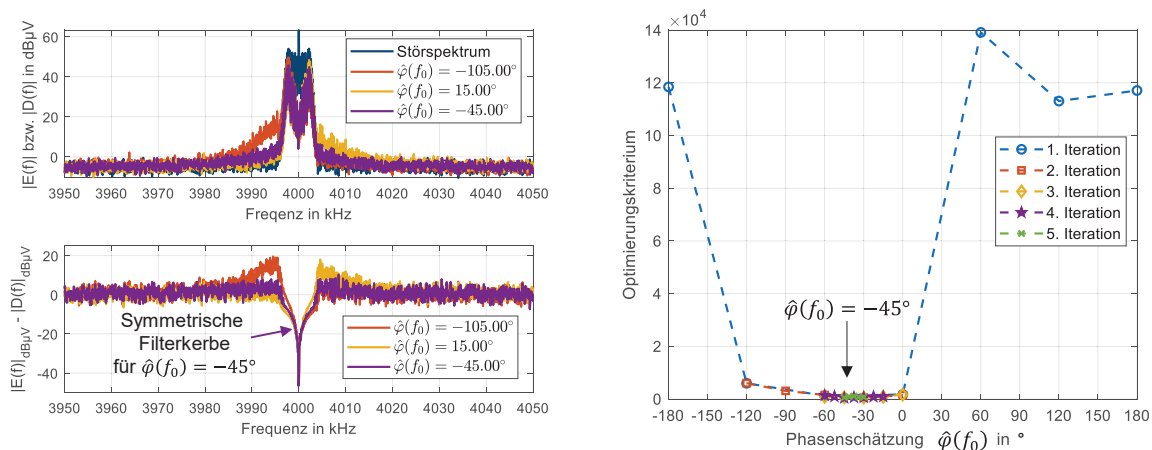 |E(f)| bzw. |D(f)| in dBµV
60
40
20
0
Störspektrum
φ̂(f₀) = −105.00°
φ̂(f₀) = 15.00°
φ̂(f₀) = −45.00°
3950 3960 3970 3980 3990 4000 4010 4020 4030 4040 4050
Freqenz in kHz
|E(f)|dBµV - |D(f)|dBµV
20
0
-20
-40
Symmetrische
Filterkerbe
für φ̂(f₀) = −45°
φ̂(f₀) = −105.00°
φ̂(f₀) = 15.00°
φ̂(f₀) = −45.00°
3950 3960 3970 3980 3990 4000 4010 4020 4030 4040 4050
Frequenz in kHz
×10⁴
Optimierungskriterium
14
12
10
8
6
4
2
0
1. Iteration
2. Iteration
3. Iteration
4. Iteration
5. Iteration
φ̂(f₀) = −45°
-180 -150 -120 -90 -60 -30 0 30 60 90 120 150 180
Phasenschätzung φ̂(f₀) in °